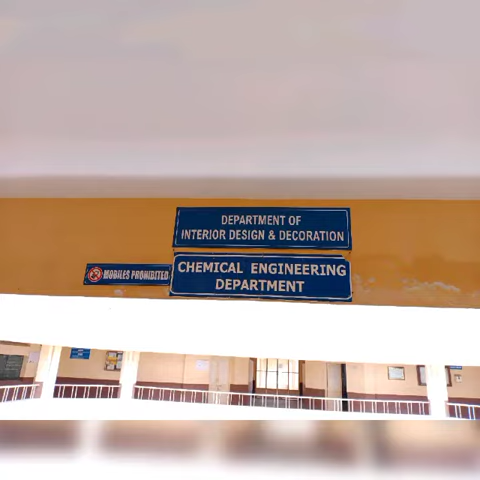 DEPARTMENT OF
INTERIOR DESIGN & DECORATION
CHEMICAL ENGINEERING
DEPARTMENT
MOBILES PROHIBITED